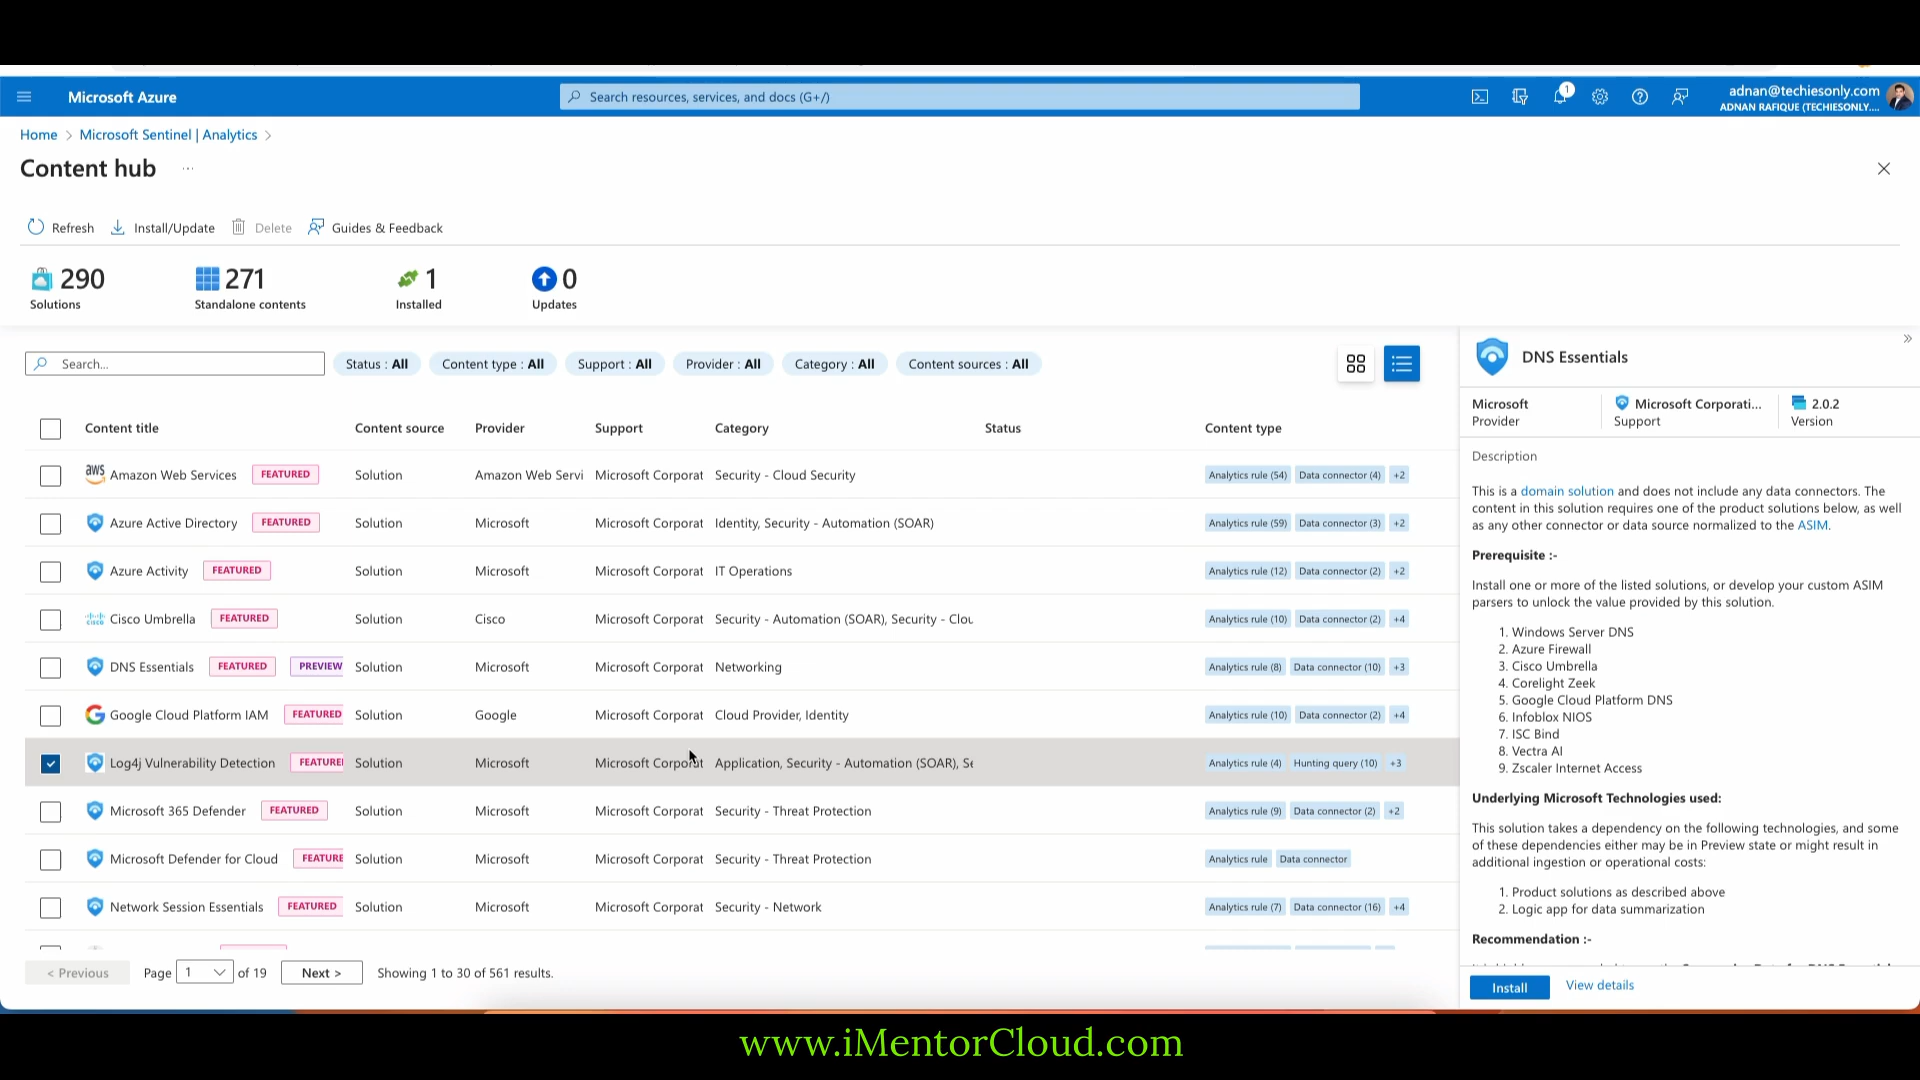 Microsoft Azure
Search resources, services, and docs (G+/)
1
adnan@techiesonly.com
ADNAN RAFIQUE (TECHIESONLY....
Home > Microsoft Sentinel | Analytics >
Content hub ...
Refresh Install/Update Delete Guides & Feedback
290 271 1 0
Solutions Standalone contents Installed Updates
Search... Status : All Content type : All Support : All Provider : All Category : All Content sources : All
Content title Content source Provider Support Category Status Content type
aws Amazon Web Services FEATURED Solution Amazon Web Servi Microsoft Corporat Security - Cloud Security Analytics rule (54) Data connector (4) +2
Azure Active Directory FEATURED Solution Microsoft Microsoft Corporat Identity, Security - Automation (SOAR) Analytics rule (59) Data connector (3) +2
Azure Activity FEATURED Solution Microsoft Microsoft Corporat IT Operations Analytics rule (12) Data connector (2) +2
cisco Cisco Umbrella FEATURED Solution Cisco Microsoft Corporat Security - Automation (SOAR), Security - Clou Analytics rule (10) Data connector (2) +4
DNS Essentials FEATURED PREVIEW Solution Microsoft Microsoft Corporat Networking Analytics rule (8) Data connector (10) +3
Google Cloud Platform IAM FEATURED Solution Google Microsoft Corporat Cloud Provider, Identity Analytics rule (10) Data connector (2) +4
Log4j Vulnerability Detection FEATURE Solution Microsoft Microsoft Corporat Application, Security - Automation (SOAR), Se Analytics rule (4) Hunting query (10) +3
Microsoft 365 Defender FEATURED Solution Microsoft Microsoft Corporat Security - Threat Protection Analytics rule (9) Data connector (2) +2
Microsoft Defender for Cloud FEATURE Solution Microsoft Microsoft Corporat Security - Threat Protection Analytics rule Data connector
Network Session Essentials FEATURED Solution Microsoft Microsoft Corporat Security - Network Analytics rule (7) Data connector (16) +4
< Previous Page 1 of 19 Next > Showing 1 to 30 of 561 results.
DNS Essentials
Microsoft Microsoft Corporati... 2.0.2
Provider Support Version
Description
This is a domain solution and does not include any data connectors. The
content in this solution requires one of the product solutions below, as well
as any other connector or data source normalized to the ASIM.
Prerequisite :-
Install one or more of the listed solutions, or develop your custom ASIM
parsers to unlock the value provided by this solution.
1. Windows Server DNS
2. Azure Firewall
3. Cisco Umbrella
4. Corelight Zeek
5. Google Cloud Platform DNS
6. Infoblox NIOS
7. ISC Bind
8. Vectra AI
9. Zscaler Internet Access
Underlying Microsoft Technologies used:
This solution takes a dependency on the following technologies, and some
of these dependencies either may be in Preview state or might result in
additional ingestion or operational costs:
1. Product solutions as described above
2. Logic app for data summarization
Recommendation :-
Install View details
www.iMentorCloud.com